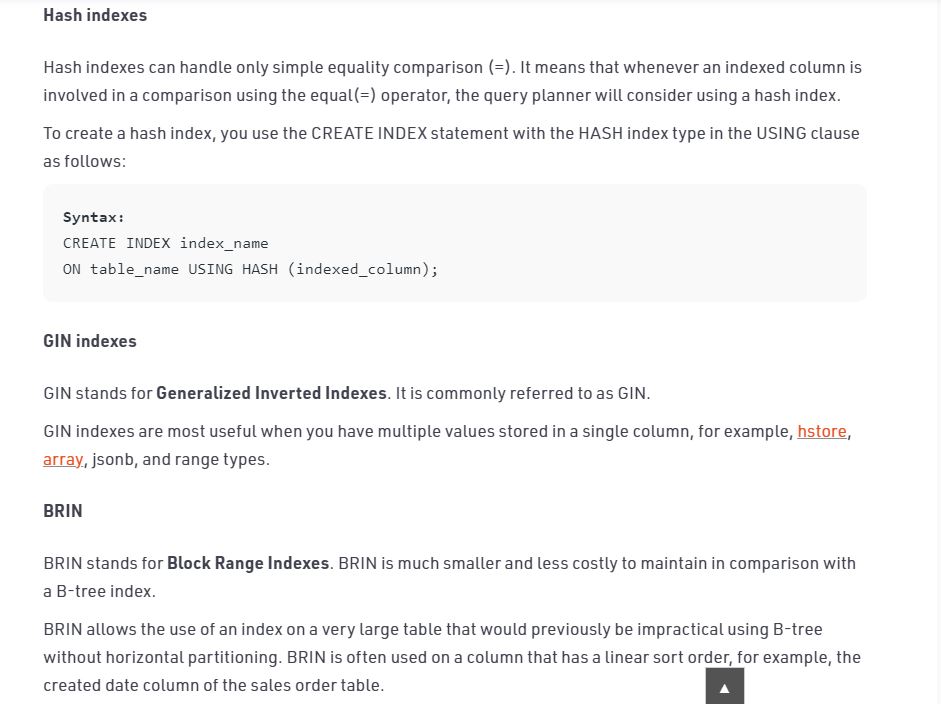 Hash indexes
Hash indexes can handle only simple equality comparison (=). It means that whenever an indexed column is
involved in a comparison using the equal(=) operator, the query planner will consider using a hash index.
To create a hash index, you use the CREATE INDEX statement with the HASH index type in the USING clause
as follows:
Syntax:
CREATE INDEX index_name
ON table_name USING HASH (indexed_column);
GIN indexes
GIN stands for Generalized Inverted Indexes. It is commonly referred to as GIN.
GIN indexes are most useful when you have multiple values stored in a single column, for example, hstore,
array, jsonb, and range types.
BRIN
BRIN stands for Block Range Indexes. BRIN is much smaller and less costly to maintain in comparison with
a B-tree index.
BRIN allows the use of an index on a very large table that would previously be impractical using B-tree
without horizontal partitioning. BRIN is often used on a column that has a linear sort order, for example, the
created date column of the sales order table.